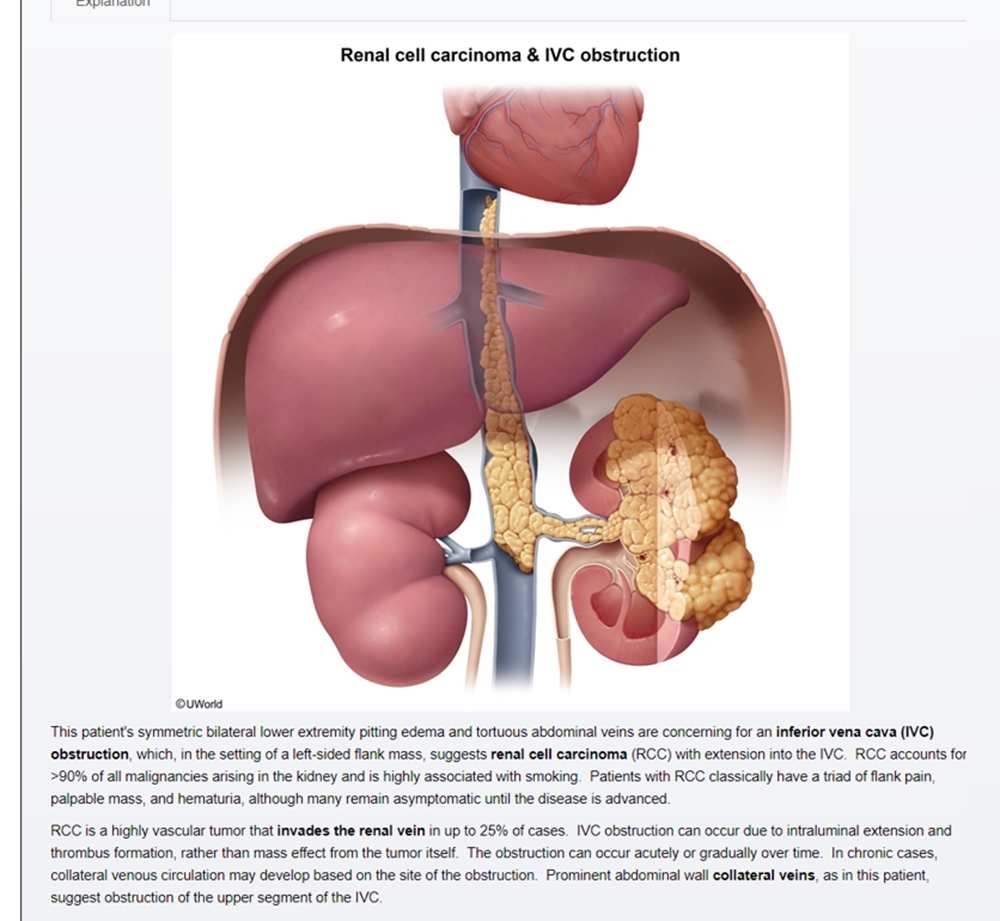 Explanation
Renal cell carcinoma & IVC obstruction
©UWorld
This patient's symmetric bilateral lower extremity pitting edema and tortuous abdominal veins are concerning for an inferior vena cava (IVC)
obstruction, which, in the setting of a left-sided flank mass, suggests renal cell carcinoma (RCC) with extension into the IVC.  RCC accounts for
>90% of all malignancies arising in the kidney and is highly associated with smoking.  Patients with RCC classically have a triad of flank pain,
palpable mass, and hematuria, although many remain asymptomatic until the disease is advanced.
RCC is a highly vascular tumor that invades the renal vein in up to 25% of cases.  IVC obstruction can occur due to intraluminal extension and
thrombus formation, rather than mass effect from the tumor itself.  The obstruction can occur acutely or gradually over time.  In chronic cases,
collateral venous circulation may develop based on the site of the obstruction.  Prominent abdominal wall collateral veins, as in this patient,
suggest obstruction of the upper segment of the IVC.